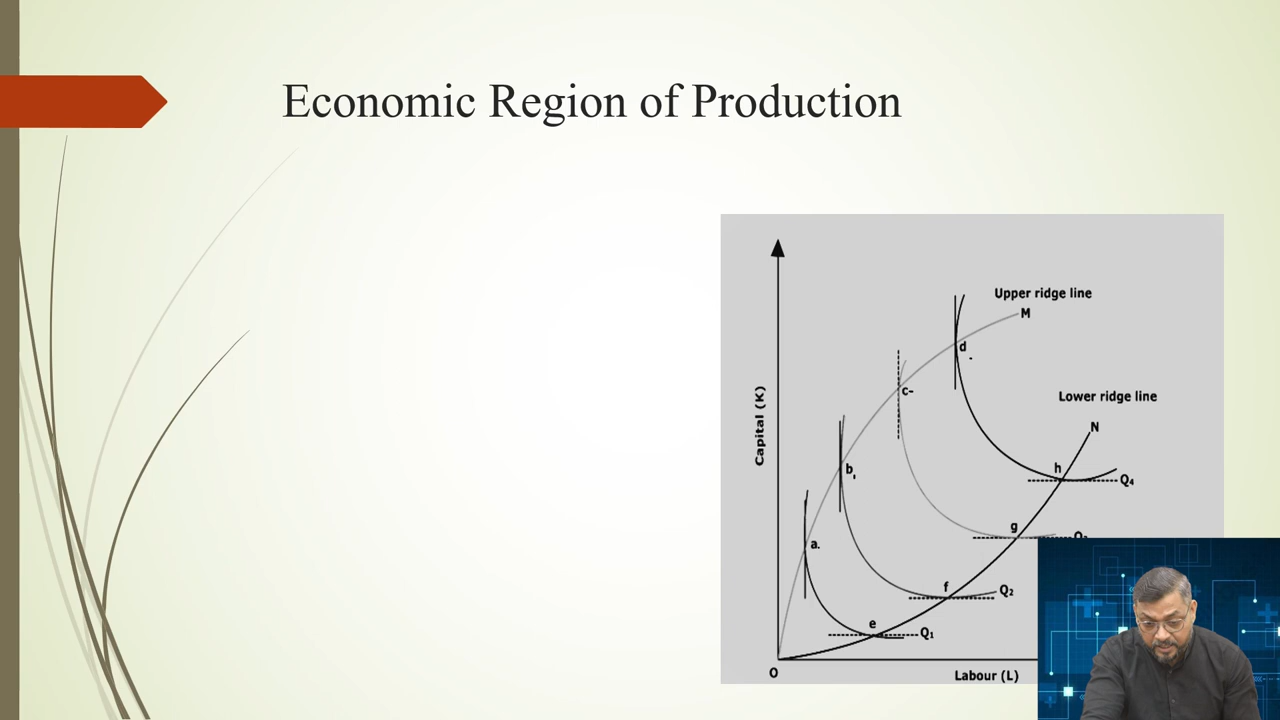 Economic Region of Production
Upper ridge line
M
d
Lower ridge line
c-
N
Capital (K)
b
h
Q4
g
a.
f
Q2
e
Q1
O
Labour (L)